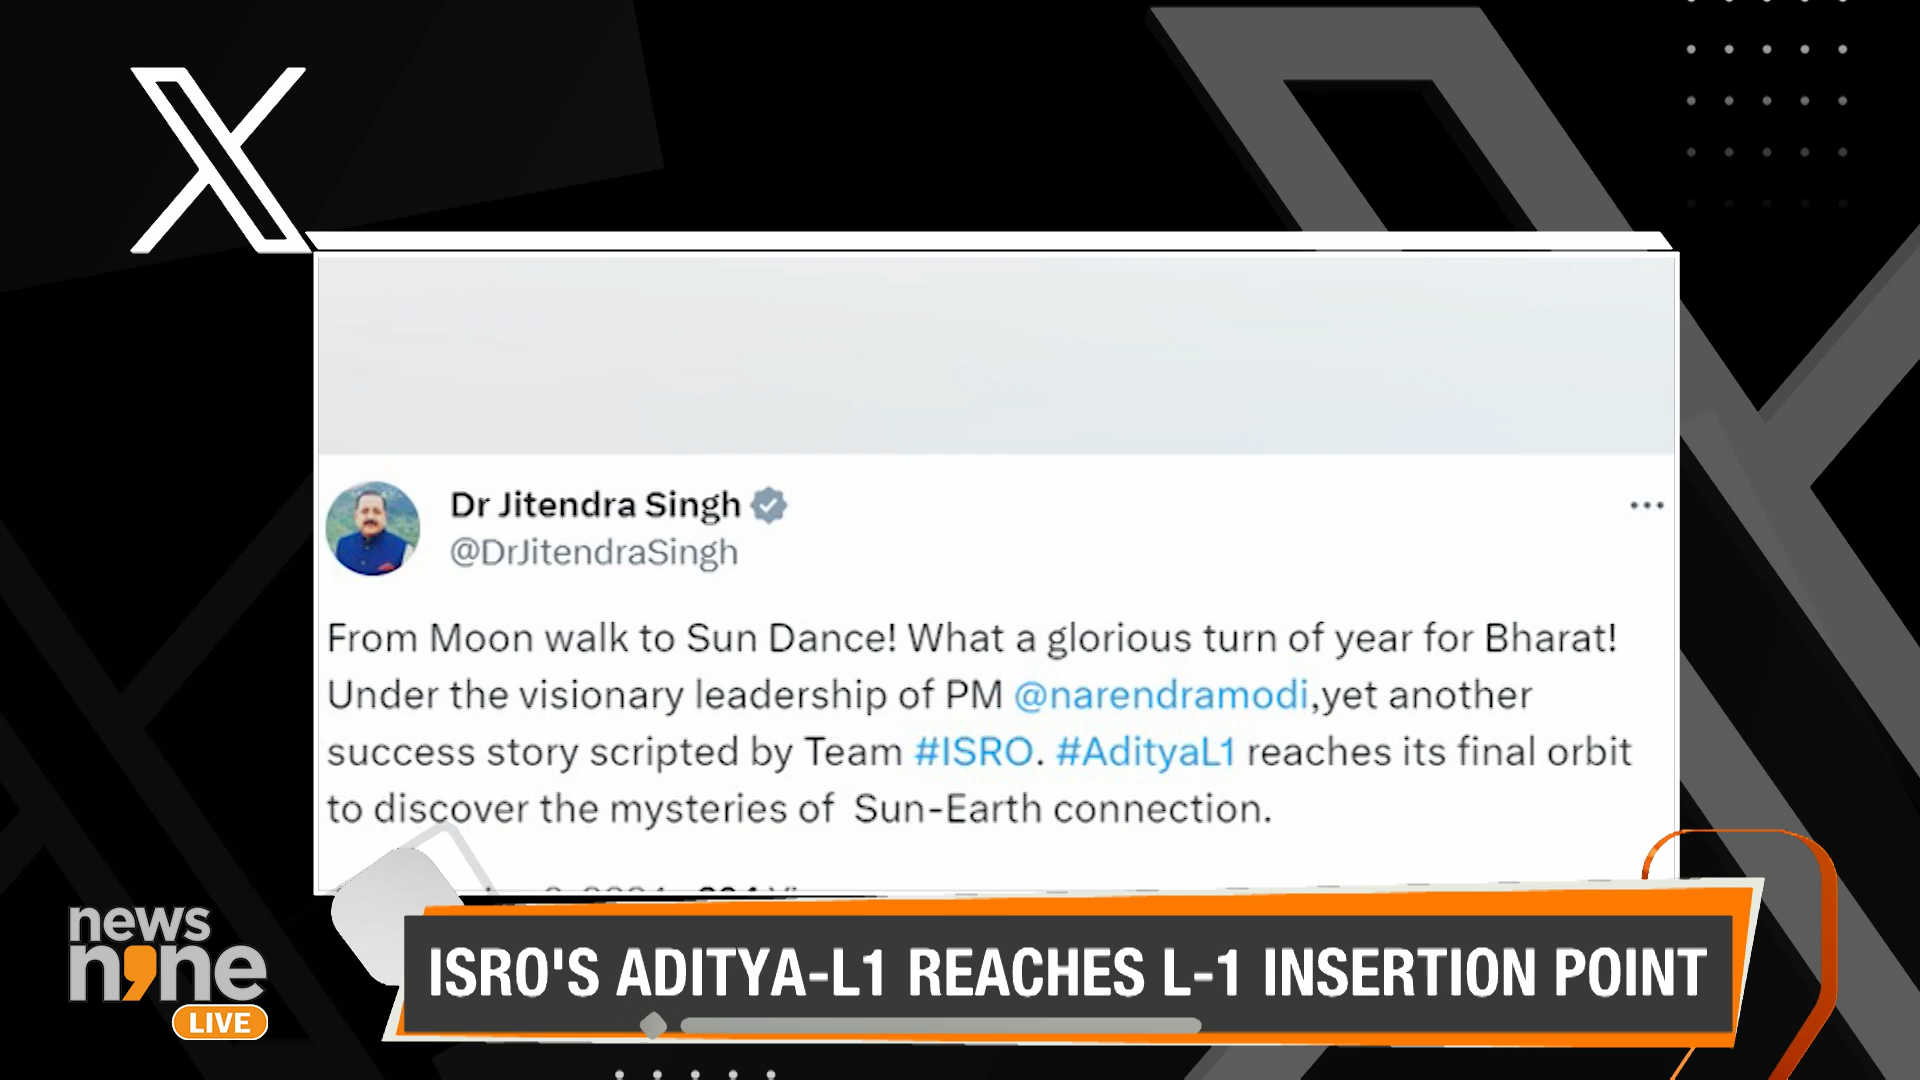 Dr Jitendra Singh
@DrJitendraSingh
From Moon walk to Sun Dance! What a glorious turn of year for Bharat!
Under the visionary leadership of PM @narendramodi,yet another
success story scripted by Team #ISRO. #AdityaL1 reaches its final orbit
to discover the mysteries of Sun-Earth connection.
news
n9ne
LIVE
ISRO'S ADITYA-L1 REACHES L-1 INSERTION POINT